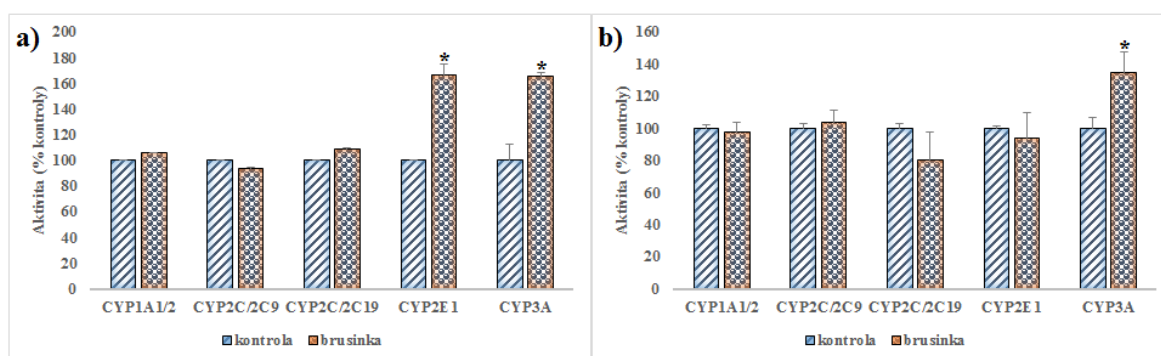 a)
Aktivita (% kontroly)
200
180
160
140
120
100
80
60
40
20
0
* *
CYP1A1/2 CYP2C/2C9 CYP2C/2C19 CYP2E1 CYP3A
kontrola brusinka
b)
Aktivita (% kontroly)
160
140
120
100
80
60
40
20
0
*
CYP1A1/2 CYP2C/2C9 CYP2C/2C19 CYP2E1 CYP3A
kontrola brusinka